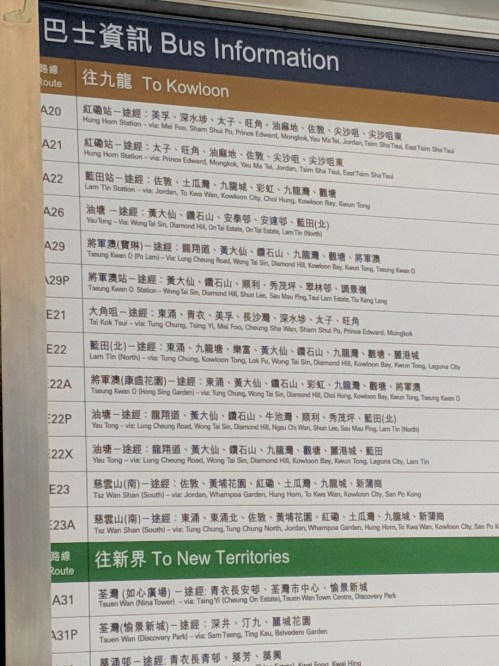 巴士資訊 Bus Information
路線 往九龍 To Kowloon
Route
A20 紅磡站－途經：美孚、深水埗、太子、旺角、油麻地、佐敦、尖沙咀、尖沙咀東
Hung Hom Station – via: Mei Foo, Sham Shui Po, Prince Edward, Mongkok, Yau Ma Tei, Jordan, Tsim Sha Tsui, East Tsim Sha Tsui
A21 紅磡站－途經：太子、旺角、油麻地、佐敦、尖沙咀、尖沙咀東
Hung Hom Station – via: Prince Edward, Mongkok, Yau Ma Tei, Jordan, Tsim Sha Tsui, East Tsim Sha Tsui
A22 藍田站－途經：佐敦、土瓜灣、九龍城、彩虹、九龍灣、觀塘
Lam Tin Station – via: Jordan, To Kwa Wan, Kowloon City, Choi Hung, Kowloon Bay, Kwun Tong
A26 油塘 －途經：黃大仙、鑽石山、安泰邨、安達邨、藍田(北)
Yau Tong – via: Wong Tai Sin, Diamond Hill, On Tai Estate, On Tat Estate, Lam Tin (North)
A29 將軍澳(寶琳)－途經：龍翔道、黃大仙、鑽石山、九龍灣、觀塘、將軍澳
Tseung Kwan O (Po Lam) – via: Lung Cheung Road, Wong Tai Sin, Diamond Hill, Kowloon Bay, Kwun Tong, Tseung Kwan O
A29P 將軍澳站－途經：黃大仙、鑽石山、順利、秀茂坪、翠林邨、調景嶺
Tseung Kwan O Station – Wong Tai Sin, Diamond Hill, Shun Lee, Sau Mau Ping, Tsui Lam Estate, Tiu Keng Leng
E21 大角咀－途經：東涌、青衣、美孚、長沙灣、深水埗、太子、旺角
Tai Kok Tsui – via: Tung Chung, Tsing Yi, Mei Foo, Cheung Sha Wan, Sham Shui Po, Prince Edward, Mongkok
E22 藍田(北)－途經：東涌、九龍塘、樂富、黃大仙、鑽石山、九龍灣、觀塘、麗港城
Lam Tin (North) – via: Tung Chung, Kowloon Tong, Lok Fu, Wong Tai Sin, Diamond Hill, Kowloon Bay, Kwun Tong, Laguna City
E22A 將軍澳(康盛花園)－途經：東涌、黃大仙、鑽石山、彩虹、九龍灣、觀塘、將軍澳
Tseung Kwan O (Hong Sing Garden) – via: Tung Chung, Wong Tai Sin, Diamond Hill, Choi Hung, Kowloon Bay, Kwun Tong, Tseung Kwan O
E22P 油塘－途經：龍翔道、黃大仙、鑽石山、牛池灣、順利、秀茂坪、藍田(北)
Yau Tong – via: Lung Cheung Road, Wong Tai Sin, Diamond Hill, Ngau Chi Wan, Shun Lee, Sau Mau Ping, Lam Tin (North)
E22X 油塘－途經：龍翔道、黃大仙、鑽石山、九龍灣、觀塘、麗港城、藍田
Yau Tong – via: Lung Cheung Road, Wong Tai Sin, Diamond Hill, Kowloon Bay, Kwun Tong, Laguna City, Lam Tin
E23 慈雲山(南)－途經：佐敦、黃埔花園、紅磡、土瓜灣、九龍城、新蒲崗
Tsz Wan Shan (South) – via: Jordan, Whampoa Garden, Hung Hom, To Kwa Wan, Kowloon City, San Po Kong
E23A 慈雲山(南)－途經：東涌、東涌北、佐敦、黃埔花園、紅磡、土瓜灣、九龍城、新蒲崗
Tsz Wan Shan (South) – via: Tung Chung, Tung Chung North, Jordan, Whampoa Garden, Hung Hom, To Kwa Wan, Kowloon City, San Po K
路線 往新界 To New Territories
Route
A31 荃灣 (如心廣場) －途經: 青衣長安邨、荃灣市中心、愉景新城
Tsuen Wan (Nina Tower) – via: Tsing Yi (Cheung On Estate), Tsuen Wan Town Centre, Discovery Park
A31P 荃灣(愉景新城)－途經：深井、汀九、麗城花園
Tsuen Wan (Discovery Park) – via: Sam Tseng, Ting Kau, Belvedere Garden
葵涌邨－途經: 青衣長青邨、葵芳、葵興